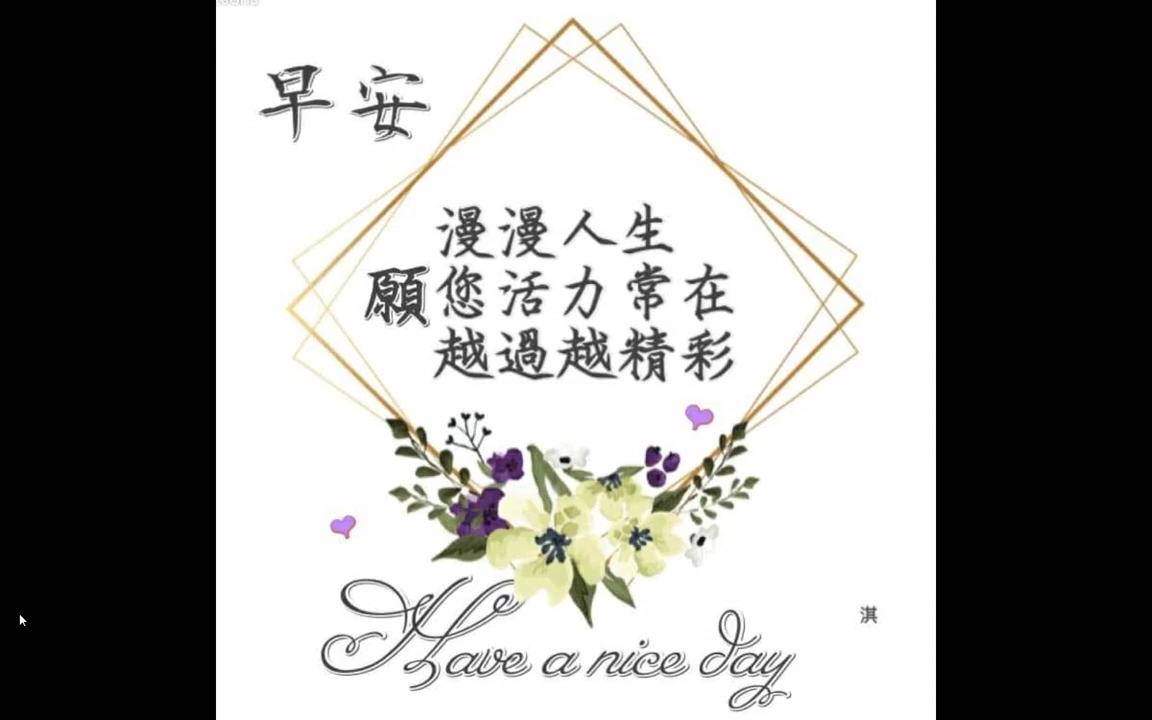 早安
漫漫人生
願您活力常在
越過越精彩
Have a nice day
淇